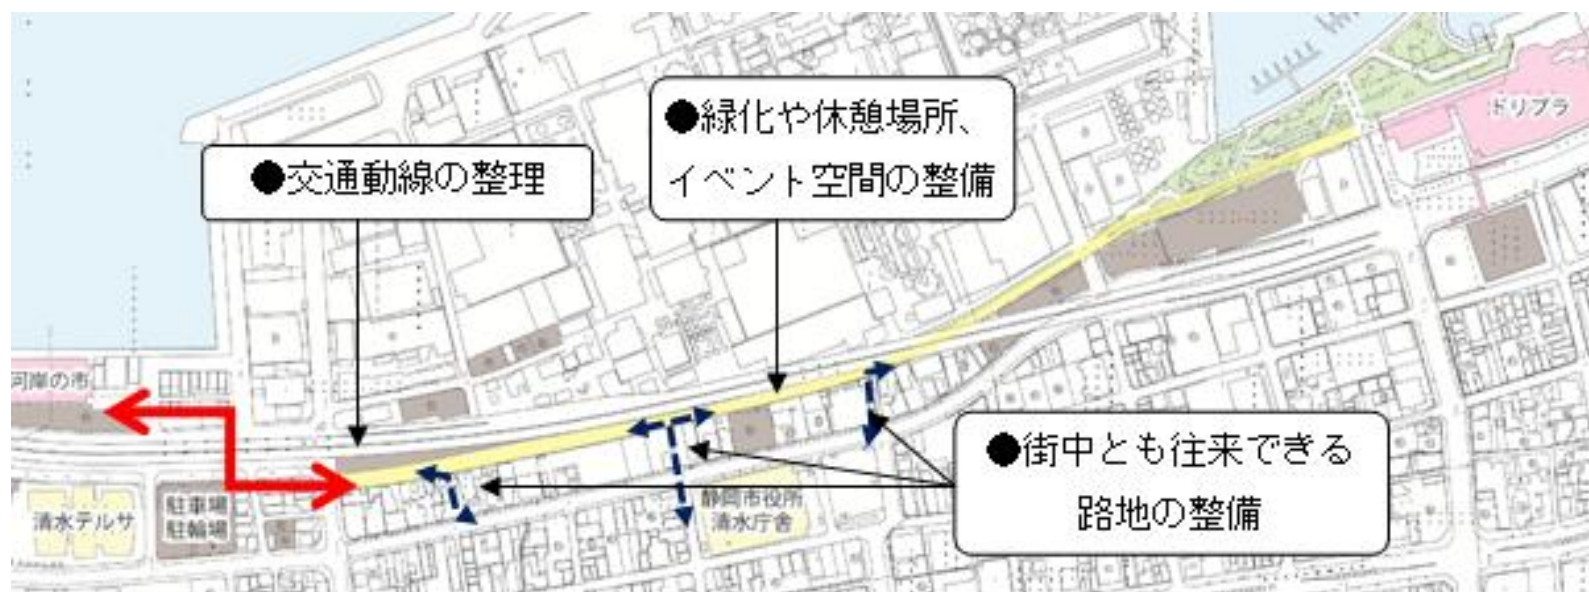 ●交通動線の整理
●緑化や休憩場所、
イベント空間の整備
ドリプラ
河岸の市
●街中とも往来できる
路地の整備
清水テルサ
駐車場
駐輪場
静岡市役所
清水庁舎